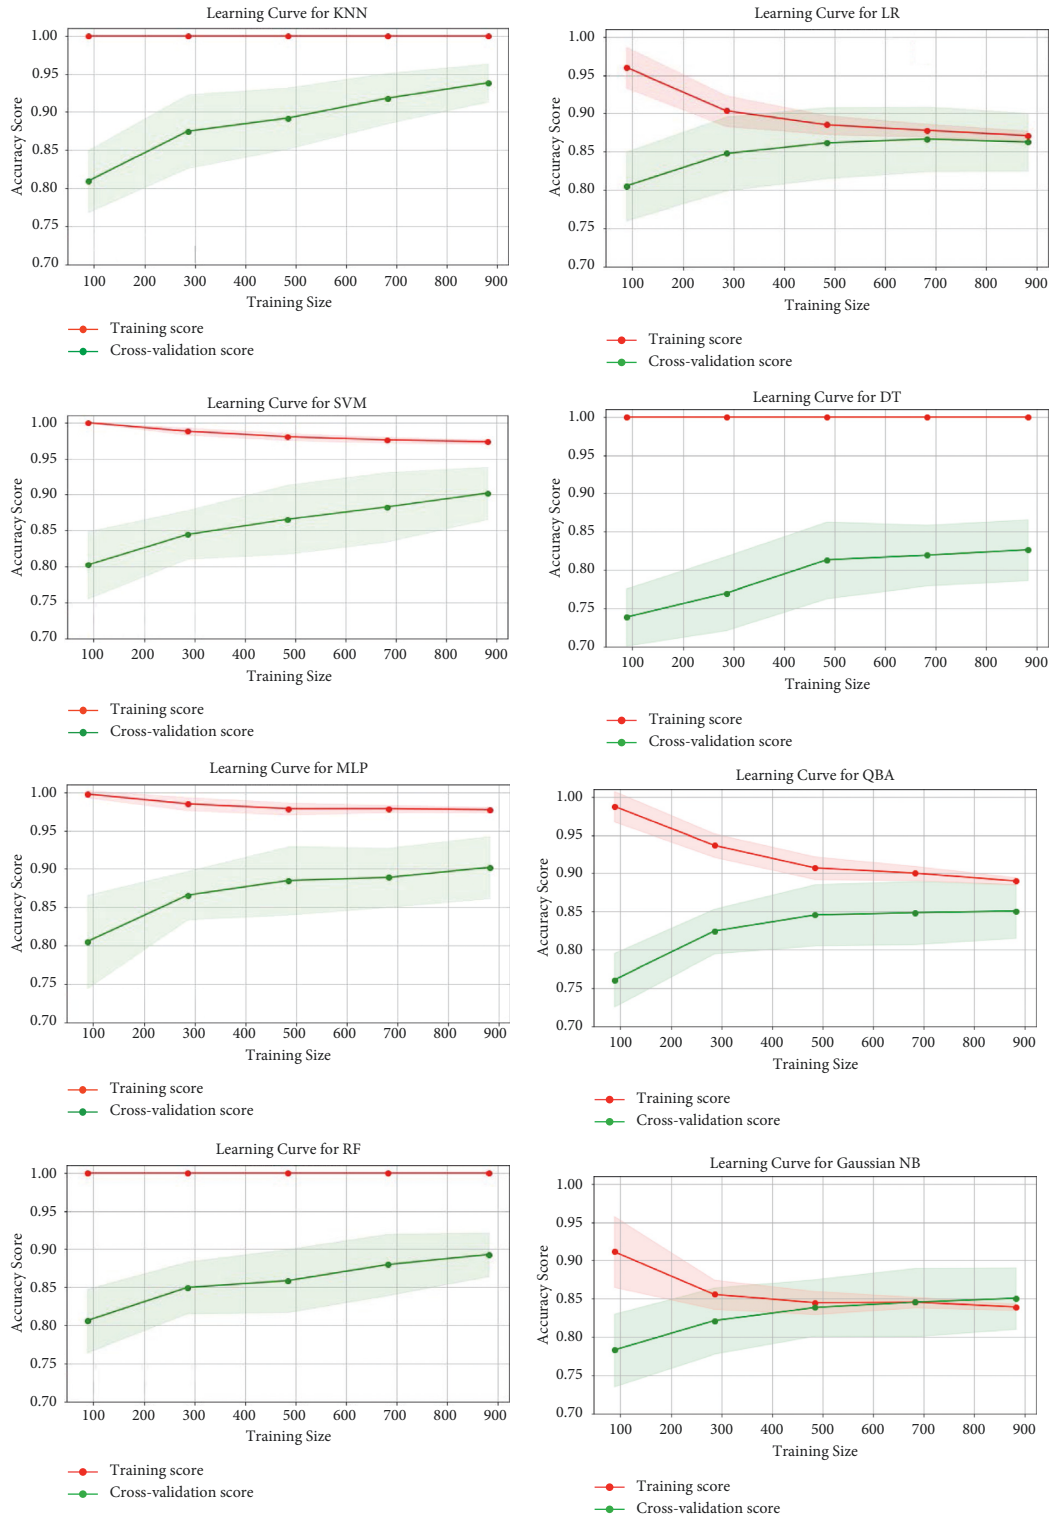 Learning Curve for KNN
1.00
0.95
0.90
0.85
0.80
0.75
0.70
Accuracy Score
100 200 300 400 500 600 700 800 900
Training Size
Training score
Cross-validation score
Learning Curve for LR
1.00
0.95
0.90
0.85
0.80
0.75
0.70
Accuracy Score
100 200 300 400 500 600 700 800 900
Training Size
Training score
Cross-validation score
Learning Curve for SVM
1.00
0.95
0.90
0.85
0.80
0.75
0.70
Accuracy Score
100 200 300 400 500 600 700 800 900
Training Size
Training score
Cross-validation score
Learning Curve for DT
1.00
0.95
0.90
0.85
0.80
0.75
0.70
Accuracy Score
100 200 300 400 500 600 700 800 900
Training Size
Training score
Cross-validation score
Learning Curve for MLP
1.00
0.95
0.90
0.85
0.80
0.75
0.70
Accuracy Score
100 200 300 400 500 600 700 800 900
Training Size
Training score
Cross-validation score
Learning Curve for QBA
1.00
0.95
0.90
0.85
0.80
0.75
0.70
Accuracy Score
100 200 300 400 500 600 700 800 900
Training Size
Training score
Cross-validation score
Learning Curve for RF
1.00
0.95
0.90
0.85
0.80
0.75
0.70
Accuracy Score
100 200 300 400 500 600 700 800 900
Training Size
Training score
Cross-validation score
Learning Curve for Gaussian NB
1.00
0.95
0.90
0.85
0.80
0.75
0.70
Accuracy Score
100 200 300 400 500 600 700 800 900
Training Size
Training score
Cross-validation score